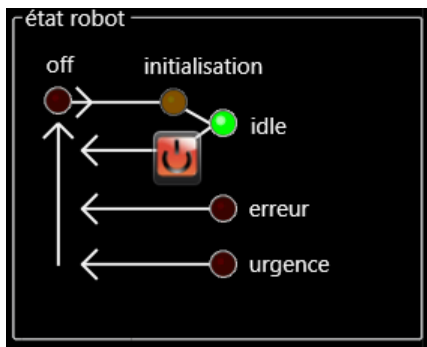 état robot
off
initialisation
idle
erreur
urgence